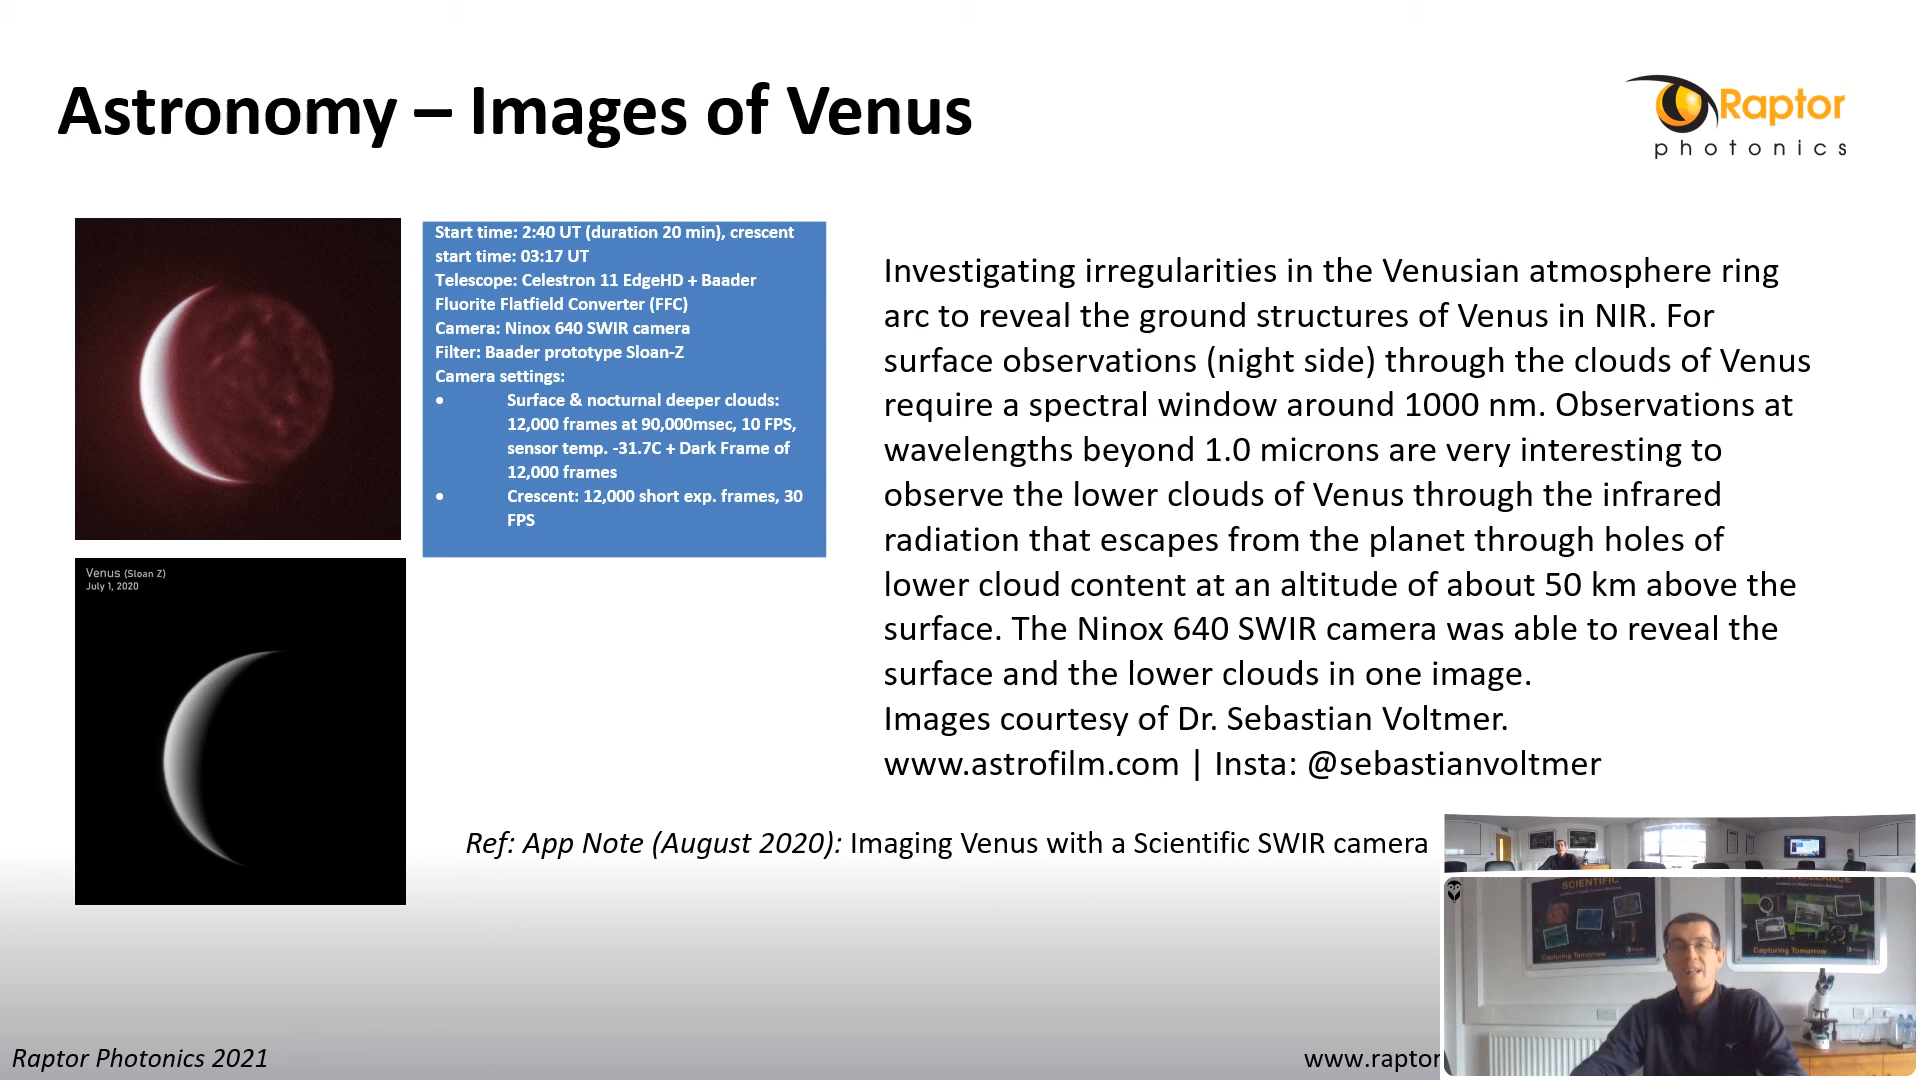 Astronomy – Images of Venus
Raptor
photonics
Start time: 2:40 UT (duration 20 min), crescent
start time: 03:17 UT
Telescope: Celestron 11 EdgeHD + Baader
Fluorite Flatfield Converter (FFC)
Camera: Ninox 640 SWIR camera
Filter: Baader prototype Sloan-Z
Camera settings:
• Surface & nocturnal deeper clouds:
12,000 frames at 90,000msec, 10 FPS,
sensor temp. -31.7C + Dark Frame of
12,000 frames
• Crescent: 12,000 short exp. frames, 30
FPS
Venus (Sloan Z)
July 1, 2020
Investigating irregularities in the Venusian atmosphere ring
arc to reveal the ground structures of Venus in NIR. For
surface observations (night side) through the clouds of Venus
require a spectral window around 1000 nm. Observations at
wavelengths beyond 1.0 microns are very interesting to
observe the lower clouds of Venus through the infrared
radiation that escapes from the planet through holes of
lower cloud content at an altitude of about 50 km above the
surface. The Ninox 640 SWIR camera was able to reveal the
surface and the lower clouds in one image.
Images courtesy of Dr. Sebastian Voltmer.
www.astrofilm.com | Insta: @sebastianvoltmer
Ref: App Note (August 2020): Imaging Venus with a Scientific SWIR camera
SCIENTIFIC
Capturing Tomorrow
Capturing Tomorrow
Raptor Photonics 2021
www.raptor